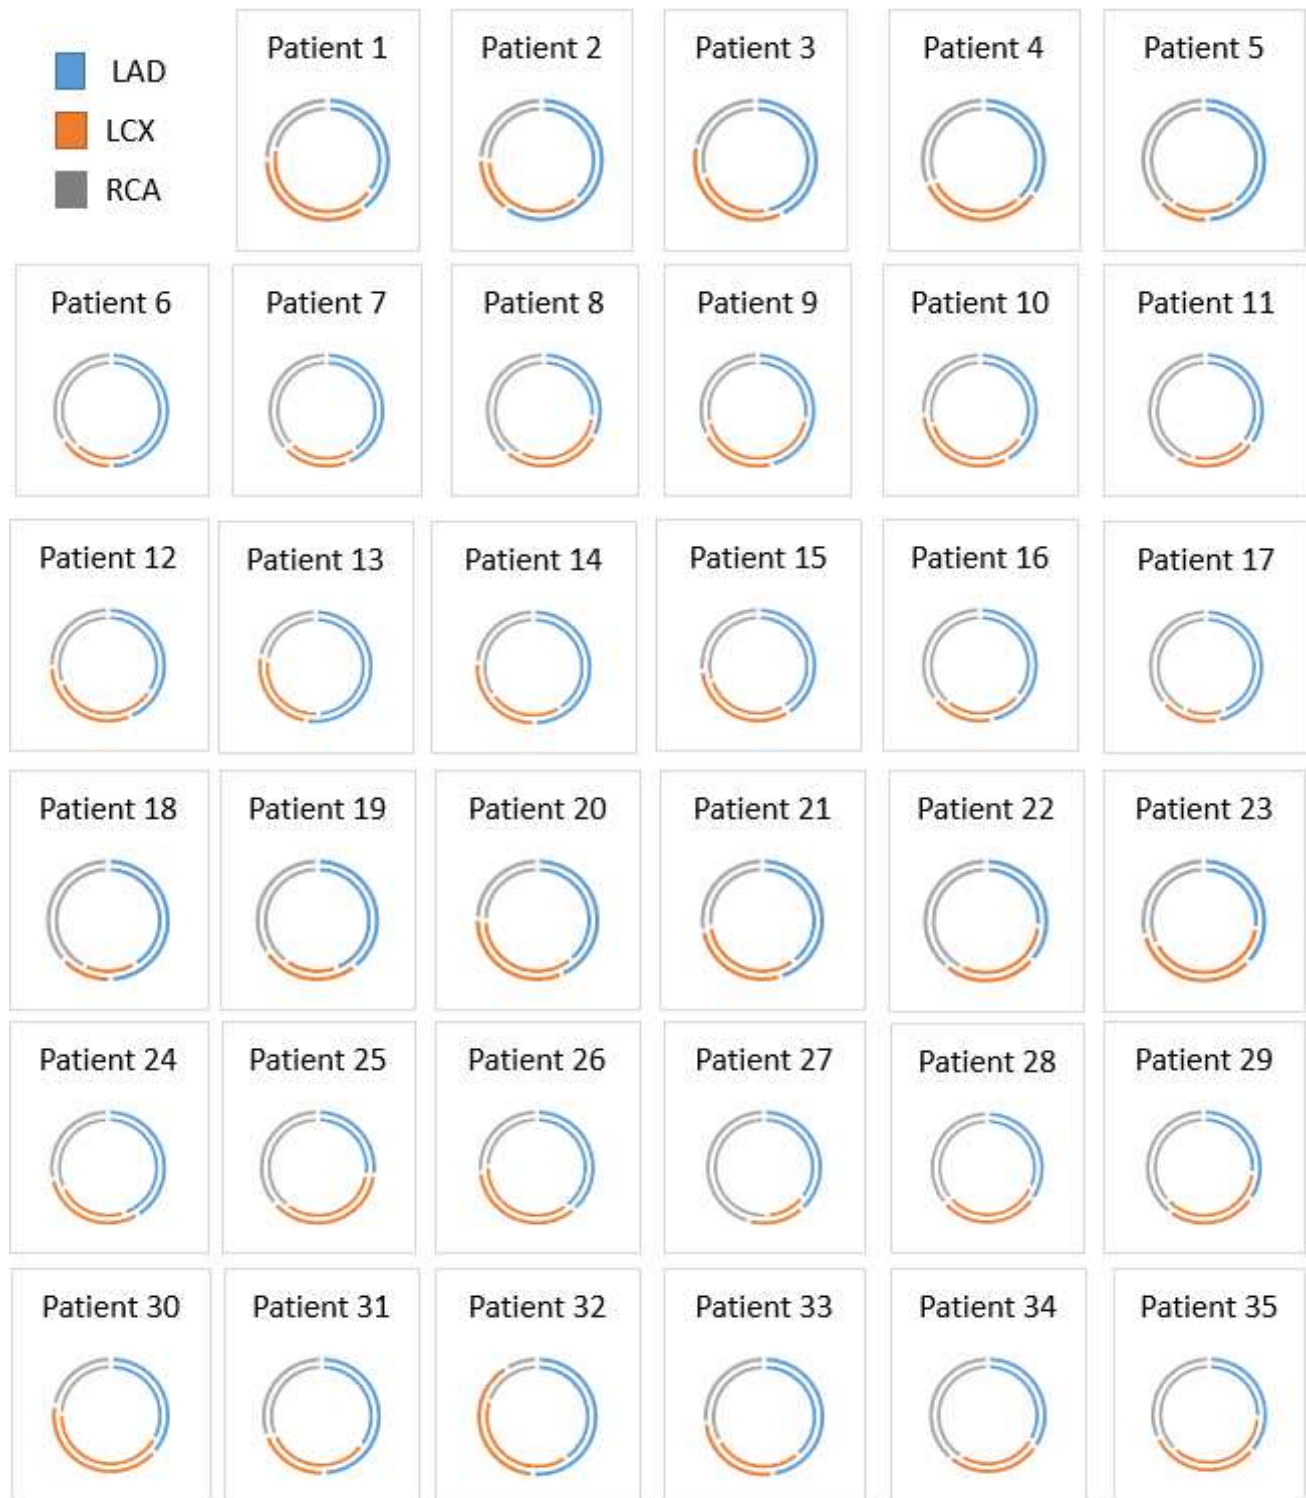 LAD
LCX
RCA
Patient 1
Patient 2
Patient 3
Patient 4
Patient 5
Patient 6
Patient 7
Patient 8
Patient 9
Patient 10
Patient 11
Patient 12
Patient 13
Patient 14
Patient 15
Patient 16
Patient 17
Patient 18
Patient 19
Patient 20
Patient 21
Patient 22
Patient 23
Patient 24
Patient 25
Patient 26
Patient 27
Patient 28
Patient 29
Patient 30
Patient 31
Patient 32
Patient 33
Patient 34
Patient 35